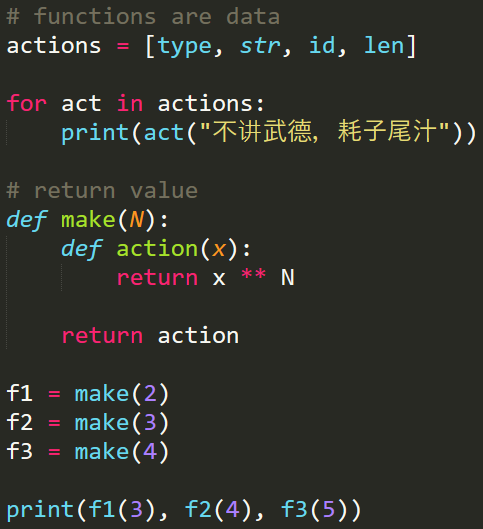 # functions are data
actions = [type, str, id, len]
for act in actions:
    print(act("不讲武德，耗子尾汁"))
# return value
def make(N):
    def action(x):
        return x ** N
    return action
f1 = make(2)
f2 = make(3)
f3 = make(4)
print(f1(3), f2(4), f3(5))